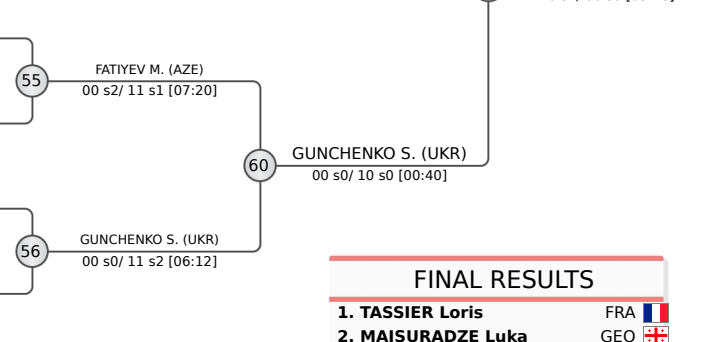 55
FATIYEV M. (AZE)
00 s2/ 11 s1 [07:20]
60
GUNCHENKO S. (UKR)
00 s0/ 10 s0 [00:40]
56
GUNCHENKO S. (UKR)
00 s0/ 11 s2 [06:12]
FINAL RESULTS
1. TASSIER Loris FRA
2. MAISURADZE Luka GEO